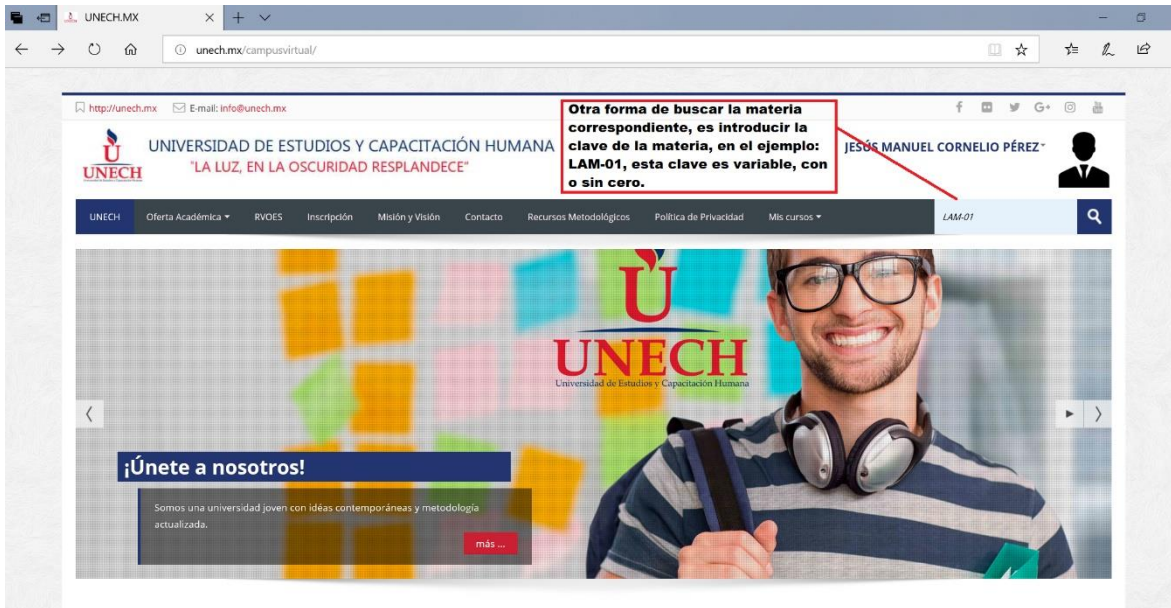 UNECH.MX
unech.mx/campusvirtual/
http://unech.mx E-mail: info@unech.mx
Otra forma de buscar la materia
correspondiente, es introducir la
clave de la materia, en el ejemplo:
LAM-01, esta clave es variable, con
o sin cero.
UNECH
UNIVERSIDAD DE ESTUDIOS Y CAPACITACIÓN HUMANA
"LA LUZ, EN LA OSCURIDAD RESPLANDECE"
JESÚS MANUEL CORNELIO PÉREZ
UNECH Oferta Académica RVOES Inscripción Misión y Visión Contacto Recursos Metodológicos Política de Privacidad Mis cursos LAM-01
UNECH
Universidad de Estudios y Capacitación Humana
¡Únete a nosotros!
Somos una universidad joven con idéas contemporáneas y metodología
actualizada.
más ...